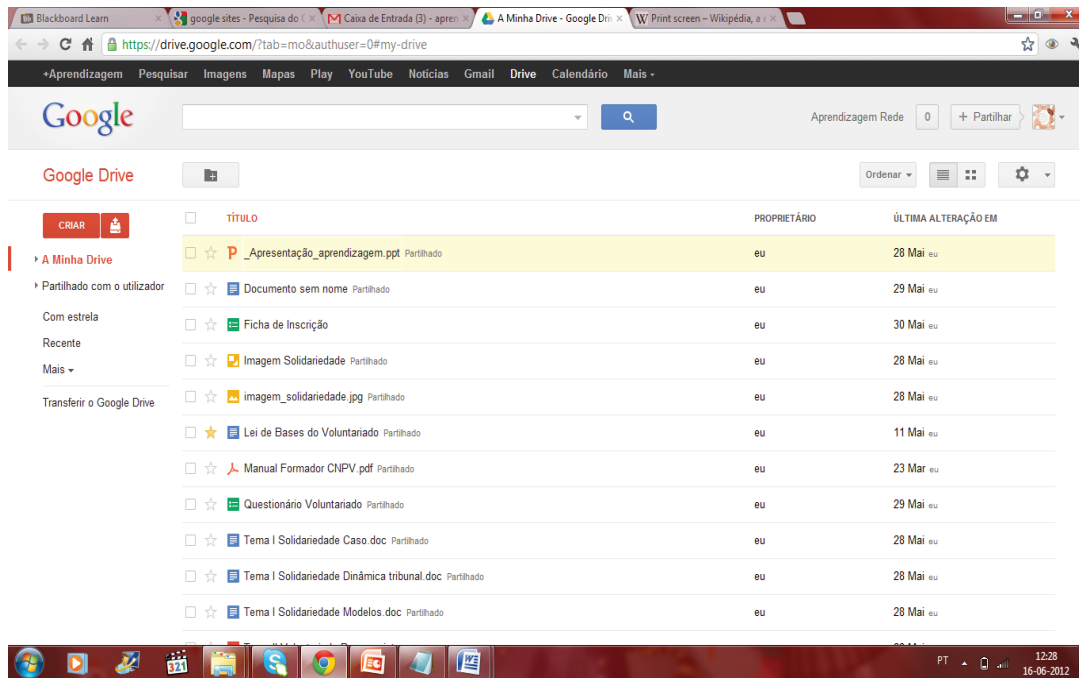 Blackboard Learn
google sites - Pesquisa do G
Caixa de Entrada (3) - apren
A Minha Drive - Google Driv
Print screen – Wikipédia, a e
https://drive.google.com/?tab=mo&authuser=0#my-drive
+Aprendizagem Pesquisar Imagens Mapas Play YouTube Notícias Gmail Drive Calendário Mais
Google
Aprendizagem Rede 0 + Partilhar
Google Drive
Ordenar
CRIAR
TÍTULO PROPRIETÁRIO ÚLTIMA ALTERAÇÃO EM
A Minha Drive
Partilhado com o utilizador
Com estrela
Recente
Mais
Transferir o Google Drive
_Apresentação_aprendizagem.ppt Partilhado eu 28 Mai eu
Documento sem nome Partilhado eu 29 Mai eu
Ficha de Inscrição eu 30 Mai eu
Imagem Solidariedade Partilhado eu 28 Mai eu
imagem_solidariedade.jpg Partilhado eu 28 Mai eu
Lei de Bases do Voluntariado Partilhado eu 11 Mai eu
Manual Formador CNPV.pdf Partilhado eu 23 Mar eu
Questionário Voluntariado Partilhado eu 29 Mai eu
Tema I Solidariedade Caso.doc Partilhado eu 28 Mai eu
Tema I Solidariedade Dinâmica tribunal.doc Partilhado eu 28 Mai eu
Tema I Solidariedade Modelos.doc Partilhado eu 28 Mai eu
321
PT
12:28
16-06-2012